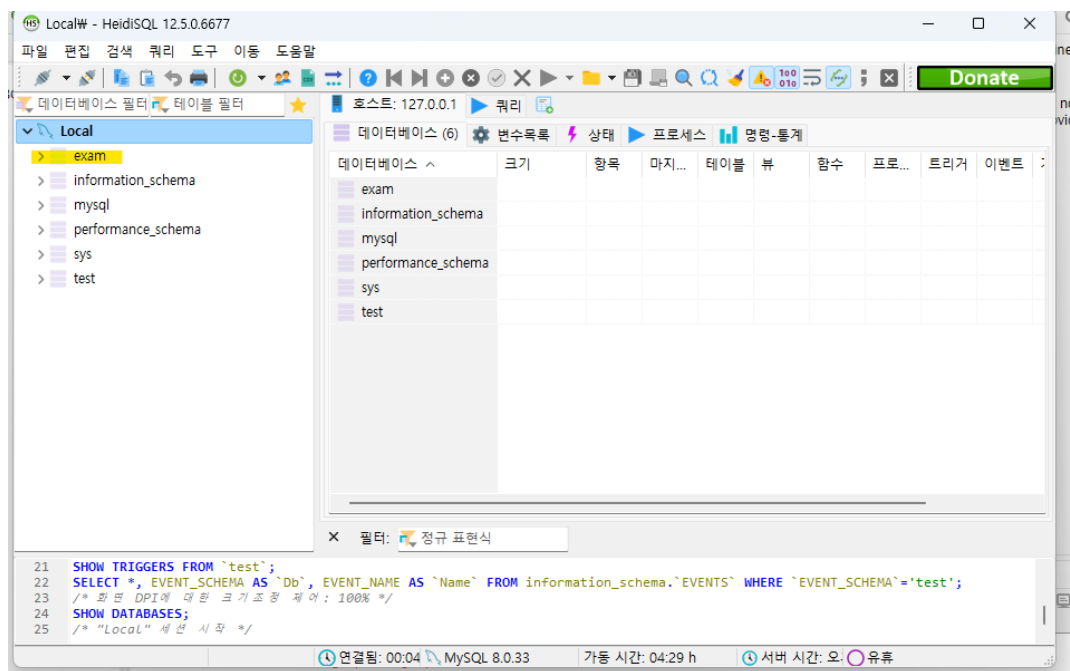 Local₩ - HeidiSQL 12.5.0.6677
파일 편집 검색 쿼리 도구 이동 도움말
Donate
데이터베이스 필터 테이블 필터
호스트: 127.0.0.1 쿼리
Local
데이터베이스 (6) 변수목록 상태 프로세스 명령-통계
데이터베이스 크기 항목 마지... 테이블 뷰 함수 프로... 트리거 이벤트
exam
information_schema
mysql
performance_schema
sys
test
exam
information_schema
mysql
performance_schema
sys
test
필터: 정규 표현식
21 SHOW TRIGGERS FROM `test`;
22 SELECT *, EVENT_SCHEMA AS `Db`, EVENT_NAME AS `Name` FROM information_schema.`EVENTS` WHERE `EVENT_SCHEMA`='test';
23 /* 화면 DPI에 대한 크기조정 제어: 100% */
24 SHOW DATABASES;
25 /* "Local" 세션 시작 */
연결됨: 00:04 MySQL 8.0.33 가동 시간: 04:29 h 서버 시간: 오. 유휴